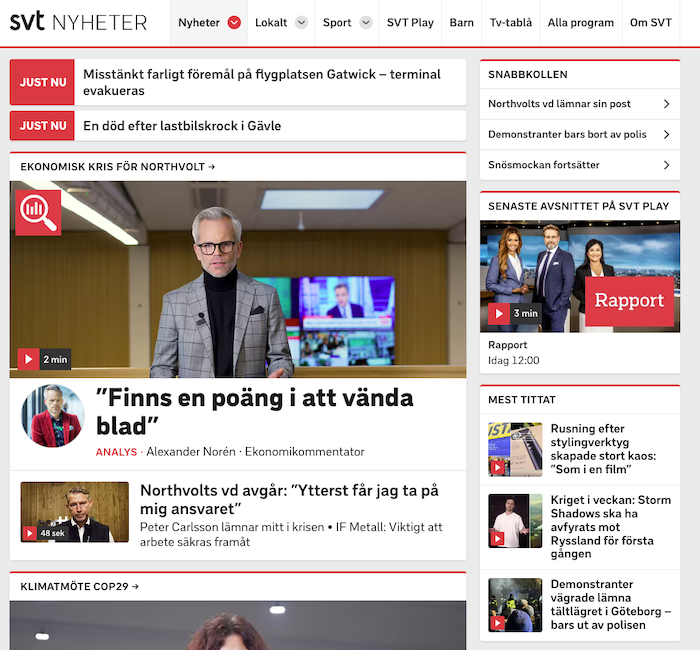 svt NYHETER
Nyheter
Lokalt
Sport
SVT Play
Barn
Tv-tablå
Alla program
Om SVT
JUST NU
Misstänkt farligt föremål på flygplatsen Gatwick – terminal
evakueras
JUST NU
En död efter lastbilskrock i Gävle
EKONOMISK KRIS FÖR NORTHVOLT →
2 min
”Finns en poäng i att vända
blad”
ANALYS · Alexander Norén · Ekonomikommentator
48 sek
Northvolts vd avgår: ”Ytterst får jag ta på
mig ansvaret”
Peter Carlsson lämnar mitt i krisen • IF Metall: Viktigt att
arbete säkras framåt
KLIMATMÖTE COP29 →
SNABBKOLLEN
Northvolts vd lämnar sin post
Demonstranter bars bort av polis
Snösmockan fortsätter
SENASTE AVSNITTET PÅ SVT PLAY
3 min
Rapport
Rapport
Idag 12:00
MEST TITTAT
Rusning efter
stylingverktyg
skapade stort kaos:
”Som i en film”
Kriget i veckan: Storm
Shadows ska ha
avfyrats mot
Ryssland för första
gången
Demonstranter
vägrade lämna
tältlägret i Göteborg –
bars ut av polisen